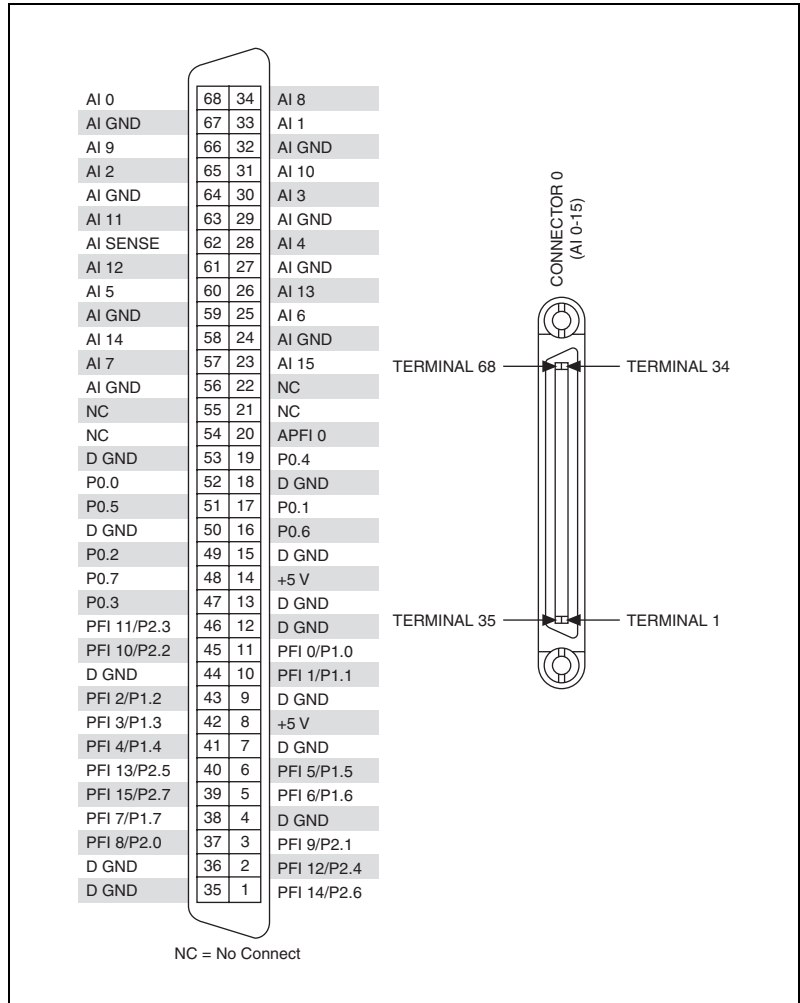 AI 0 68 34 AI 8
AI GND 67 33 AI 1
AI 9 66 32 AI GND
AI 2 65 31 AI 10
AI GND 64 30 AI 3
AI 11 63 29 AI GND
AI SENSE 62 28 AI 4
AI 12 61 27 AI GND
AI 5 60 26 AI 13
AI GND 59 25 AI 6
AI 14 58 24 AI GND
AI 7 57 23 AI 15
AI GND 56 22 NC
NC 55 21 NC
NC 54 20 APFI 0
D GND 53 19 P0.4
P0.0 52 18 D GND
P0.5 51 17 P0.1
D GND 50 16 P0.6
P0.2 49 15 D GND
P0.7 48 14 +5 V
P0.3 47 13 D GND
PFI 11/P2.3 46 12 D GND
PFI 10/P2.2 45 11 PFI 0/P1.0
D GND 44 10 PFI 1/P1.1
PFI 2/P1.2 43 9 D GND
PFI 3/P1.3 42 8 +5 V
PFI 4/P1.4 41 7 D GND
PFI 13/P2.5 40 6 PFI 5/P1.5
PFI 15/P2.7 39 5 PFI 6/P1.6
PFI 7/P1.7 38 4 D GND
PFI 8/P2.0 37 3 PFI 9/P2.1
D GND 36 2 PFI 12/P2.4
D GND 35 1 PFI 14/P2.6
NC = No Connect
CONNECTOR 0
(AI 0-15)
TERMINAL 68
TERMINAL 34
TERMINAL 35
TERMINAL 1